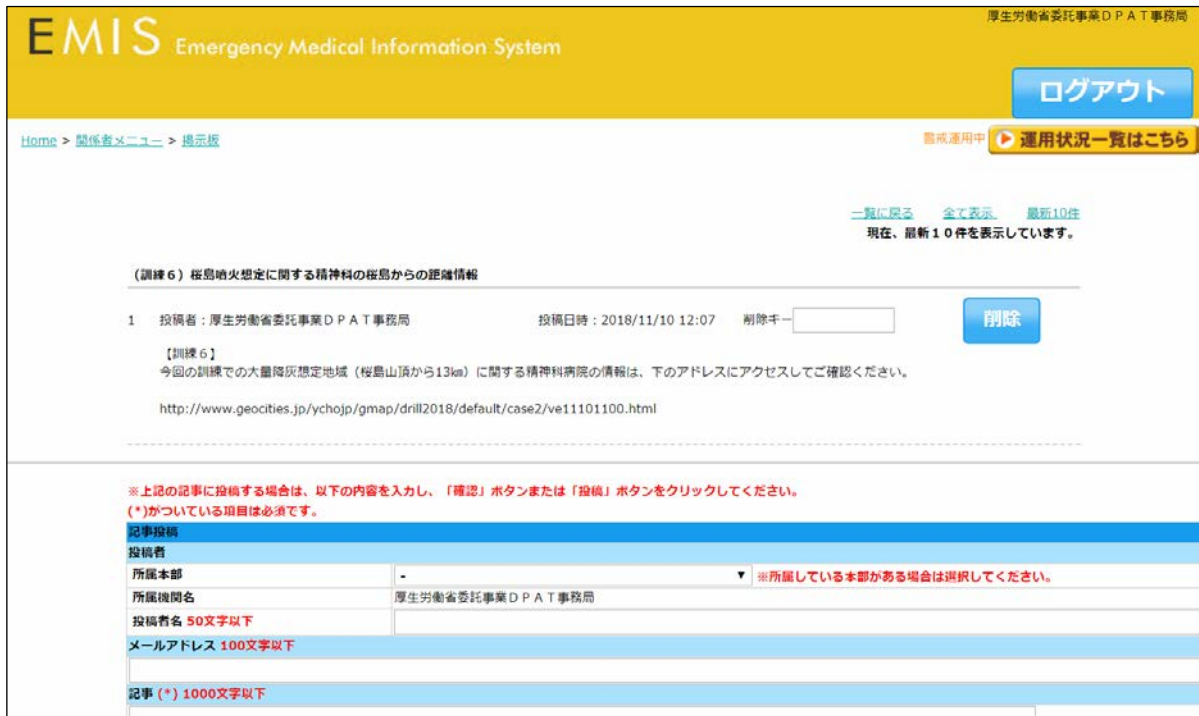 厚生労働省委託事業ＤＰＡＴ事務局
EMIS Emergency Medical Information System
ログアウト
Home > 関係者メニュー > 掲示板
警戒運用中 運用状況一覧はこちら
一覧に戻る 全て表示 最新10件
現在、最新１０件を表示しています。
（訓練６）桜島噴火想定に関する精神科の桜島からの距離情報
1 投稿者：厚生労働省委託事業ＤＰＡＴ事務局 投稿日時：2018/11/10 12:07 削除キー 削除
【訓練６】
今回の訓練での大量降灰想定地域（桜島山頂から13㎞）に関する精神科病院の情報は、下のアドレスにアクセスしてご確認ください。
http://www.geocities.jp/ychojp/gmap/drill2018/default/case2/ve11101100.html
※上記の記事に投稿する場合は、以下の内容を入力し、「確認」ボタンまたは「投稿」ボタンをクリックしてください。
(*)がついている項目は必須です。
記事投稿
投稿者
所属本部 - ※所属している本部がある場合は選択してください。
所属機関名 厚生労働省委託事業ＤＰＡＴ事務局
投稿者名 50文字以下
メールアドレス 100文字以下
記事 (*) 1000文字以下